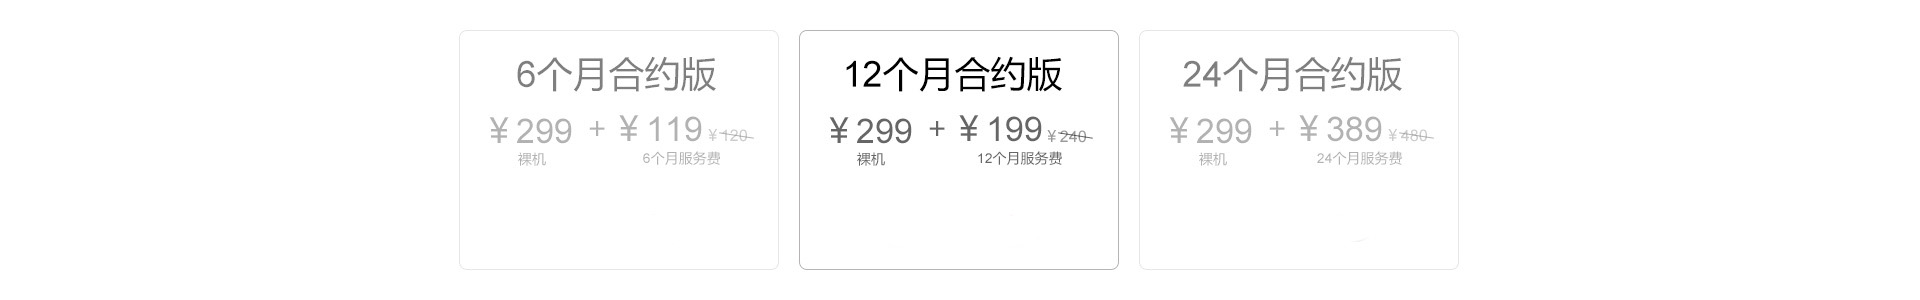 6个月合约版
¥299 + ¥119 ¥120
裸机 6个月服务费
12个月合约版
¥299 + ¥199 ¥240
裸机 12个月服务费
24个月合约版
¥299 + ¥389 ¥480
裸机 24个月服务费